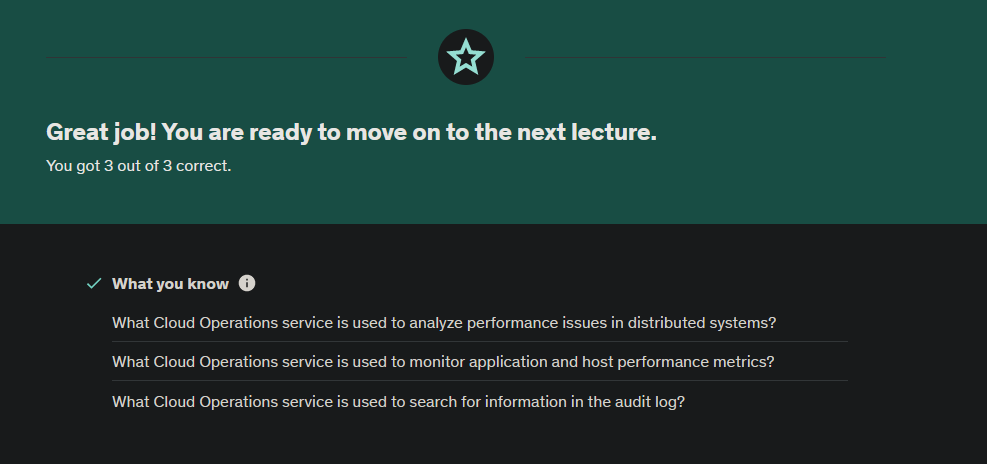 Great job! You are ready to move on to the next lecture.
You got 3 out of 3 correct.
What you know
What Cloud Operations service is used to analyze performance issues in distributed systems?
What Cloud Operations service is used to monitor application and host performance metrics?
What Cloud Operations service is used to search for information in the audit log?